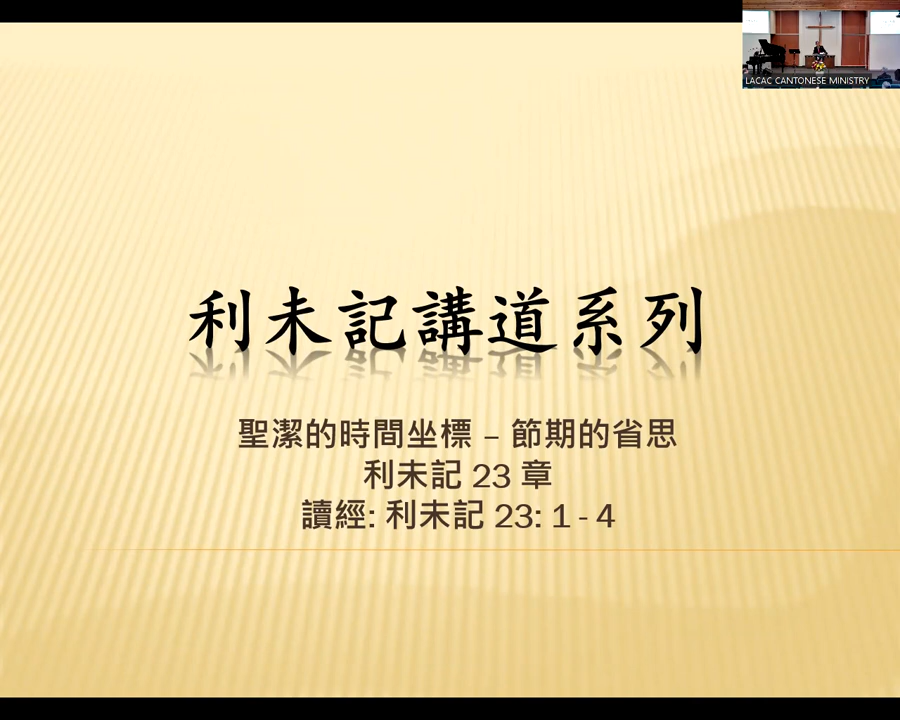 LACAC CANTONESE MINISTRY
利未記講道系列
聖潔的時間坐標 – 節期的省思
利未記 23 章
讀經: 利未記 23: 1 - 4